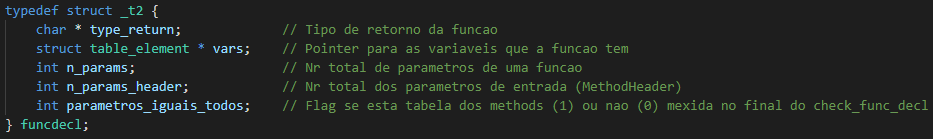 typedef struct _t2 {
char * type_return; // Tipo de retorno da funcao
struct table_element * vars; // Pointer para as variaveis que a funcao tem
int n_params; // Nr total de parametros de uma funcao
int n_params_header; // Nr total dos parametros de entrada (MethodHeader)
int parametros_iguais_todos; // Flag se esta tabela dos methods (1) ou nao (0) mexida no final do check_func_decl
} funcdecl;